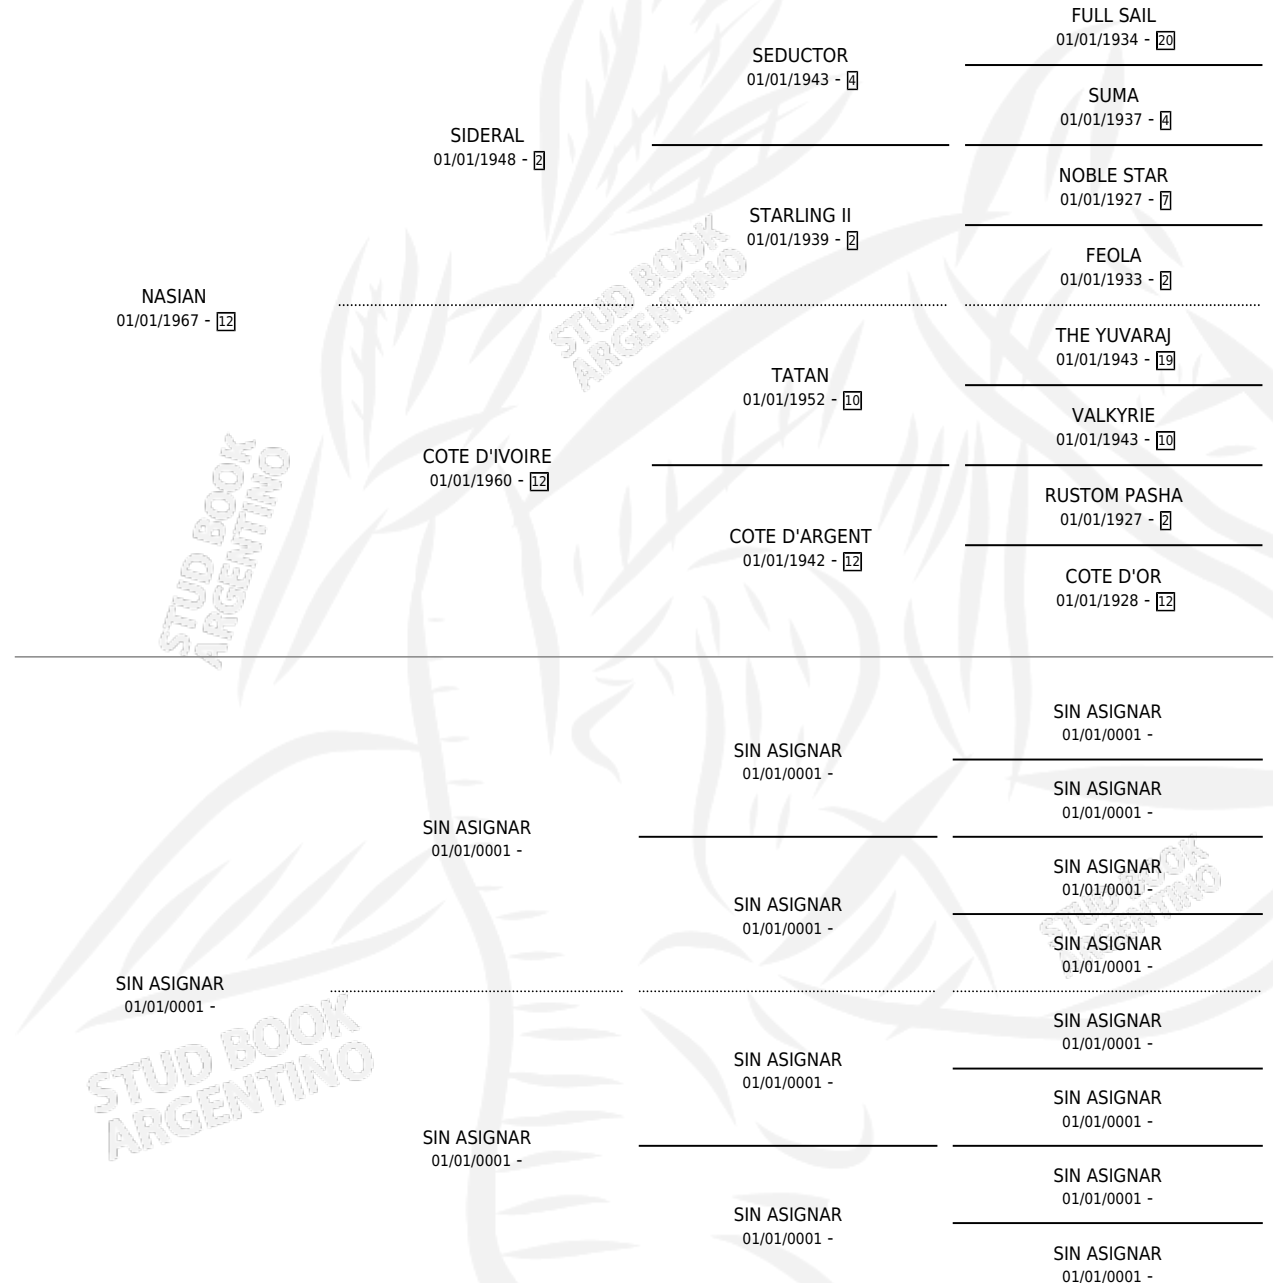 FULL SAIL
01/01/1934 - 20
SEDUCTOR
01/01/1943 - 4
SUMA
01/01/1937 - 4
SIDERAL
01/01/1948 - 2
NOBLE STAR
01/01/1927 - 7
STARLING II
01/01/1939 - 2
FEOLA
01/01/1933 - 2
NASIAN
01/01/1967 - 12
THE YUVARAJ
01/01/1943 - 19
TATAN
01/01/1952 - 10
VALKYRIE
01/01/1943 - 10
COTE D'IVOIRE
01/01/1960 - 12
RUSTOM PASHA
01/01/1927 - 2
COTE D'ARGENT
01/01/1942 - 12
COTE D'OR
01/01/1928 - 12
STUD BOOK
ARGENTINO
STUD BOOK
ARGENTINO
SIN ASIGNAR
01/01/0001 -
SIN ASIGNAR
01/01/0001 -
SIN ASIGNAR
01/01/0001 -
SIN ASIGNAR
01/01/0001 -
SIN ASIGNAR
01/01/0001 -
SIN ASIGNAR
01/01/0001 -
SIN ASIGNAR
01/01/0001 -
SIN ASIGNAR
01/01/0001 -
SIN ASIGNAR
01/01/0001 -
SIN ASIGNAR
01/01/0001 -
SIN ASIGNAR
01/01/0001 -
SIN ASIGNAR
01/01/0001 -
SIN ASIGNAR
01/01/0001 -
SIN ASIGNAR
01/01/0001 -
SIN ASIGNAR
01/01/0001 -
STUD BOOK
ARGENTINO
STUD BOOK
ARGENTINO